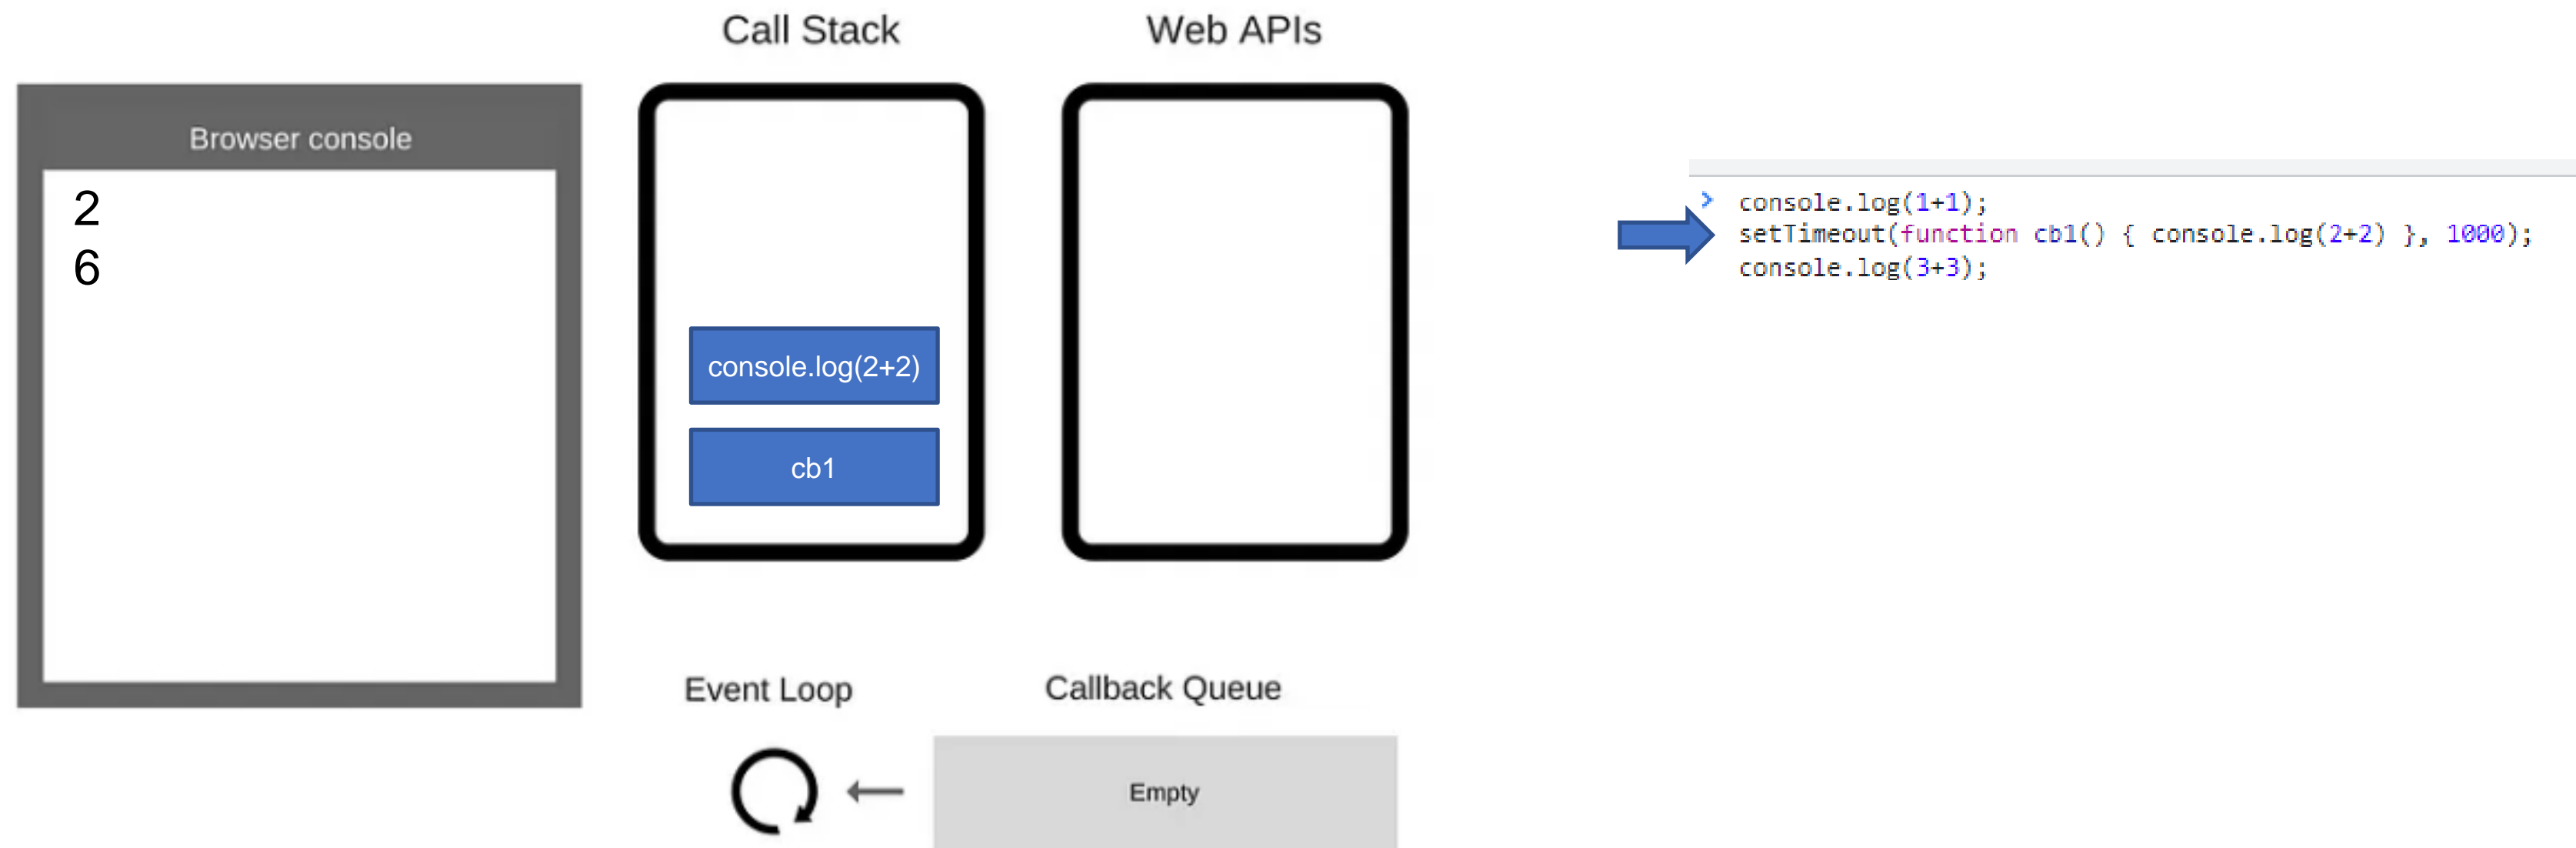 Call Stack
Web APIs
Browser console
2
6
console.log(2+2)
cb1
> console.log(1+1);
setTimeout(function cb1() { console.log(2+2) }, 1000);
console.log(3+3);
Event Loop
Callback Queue
Empty